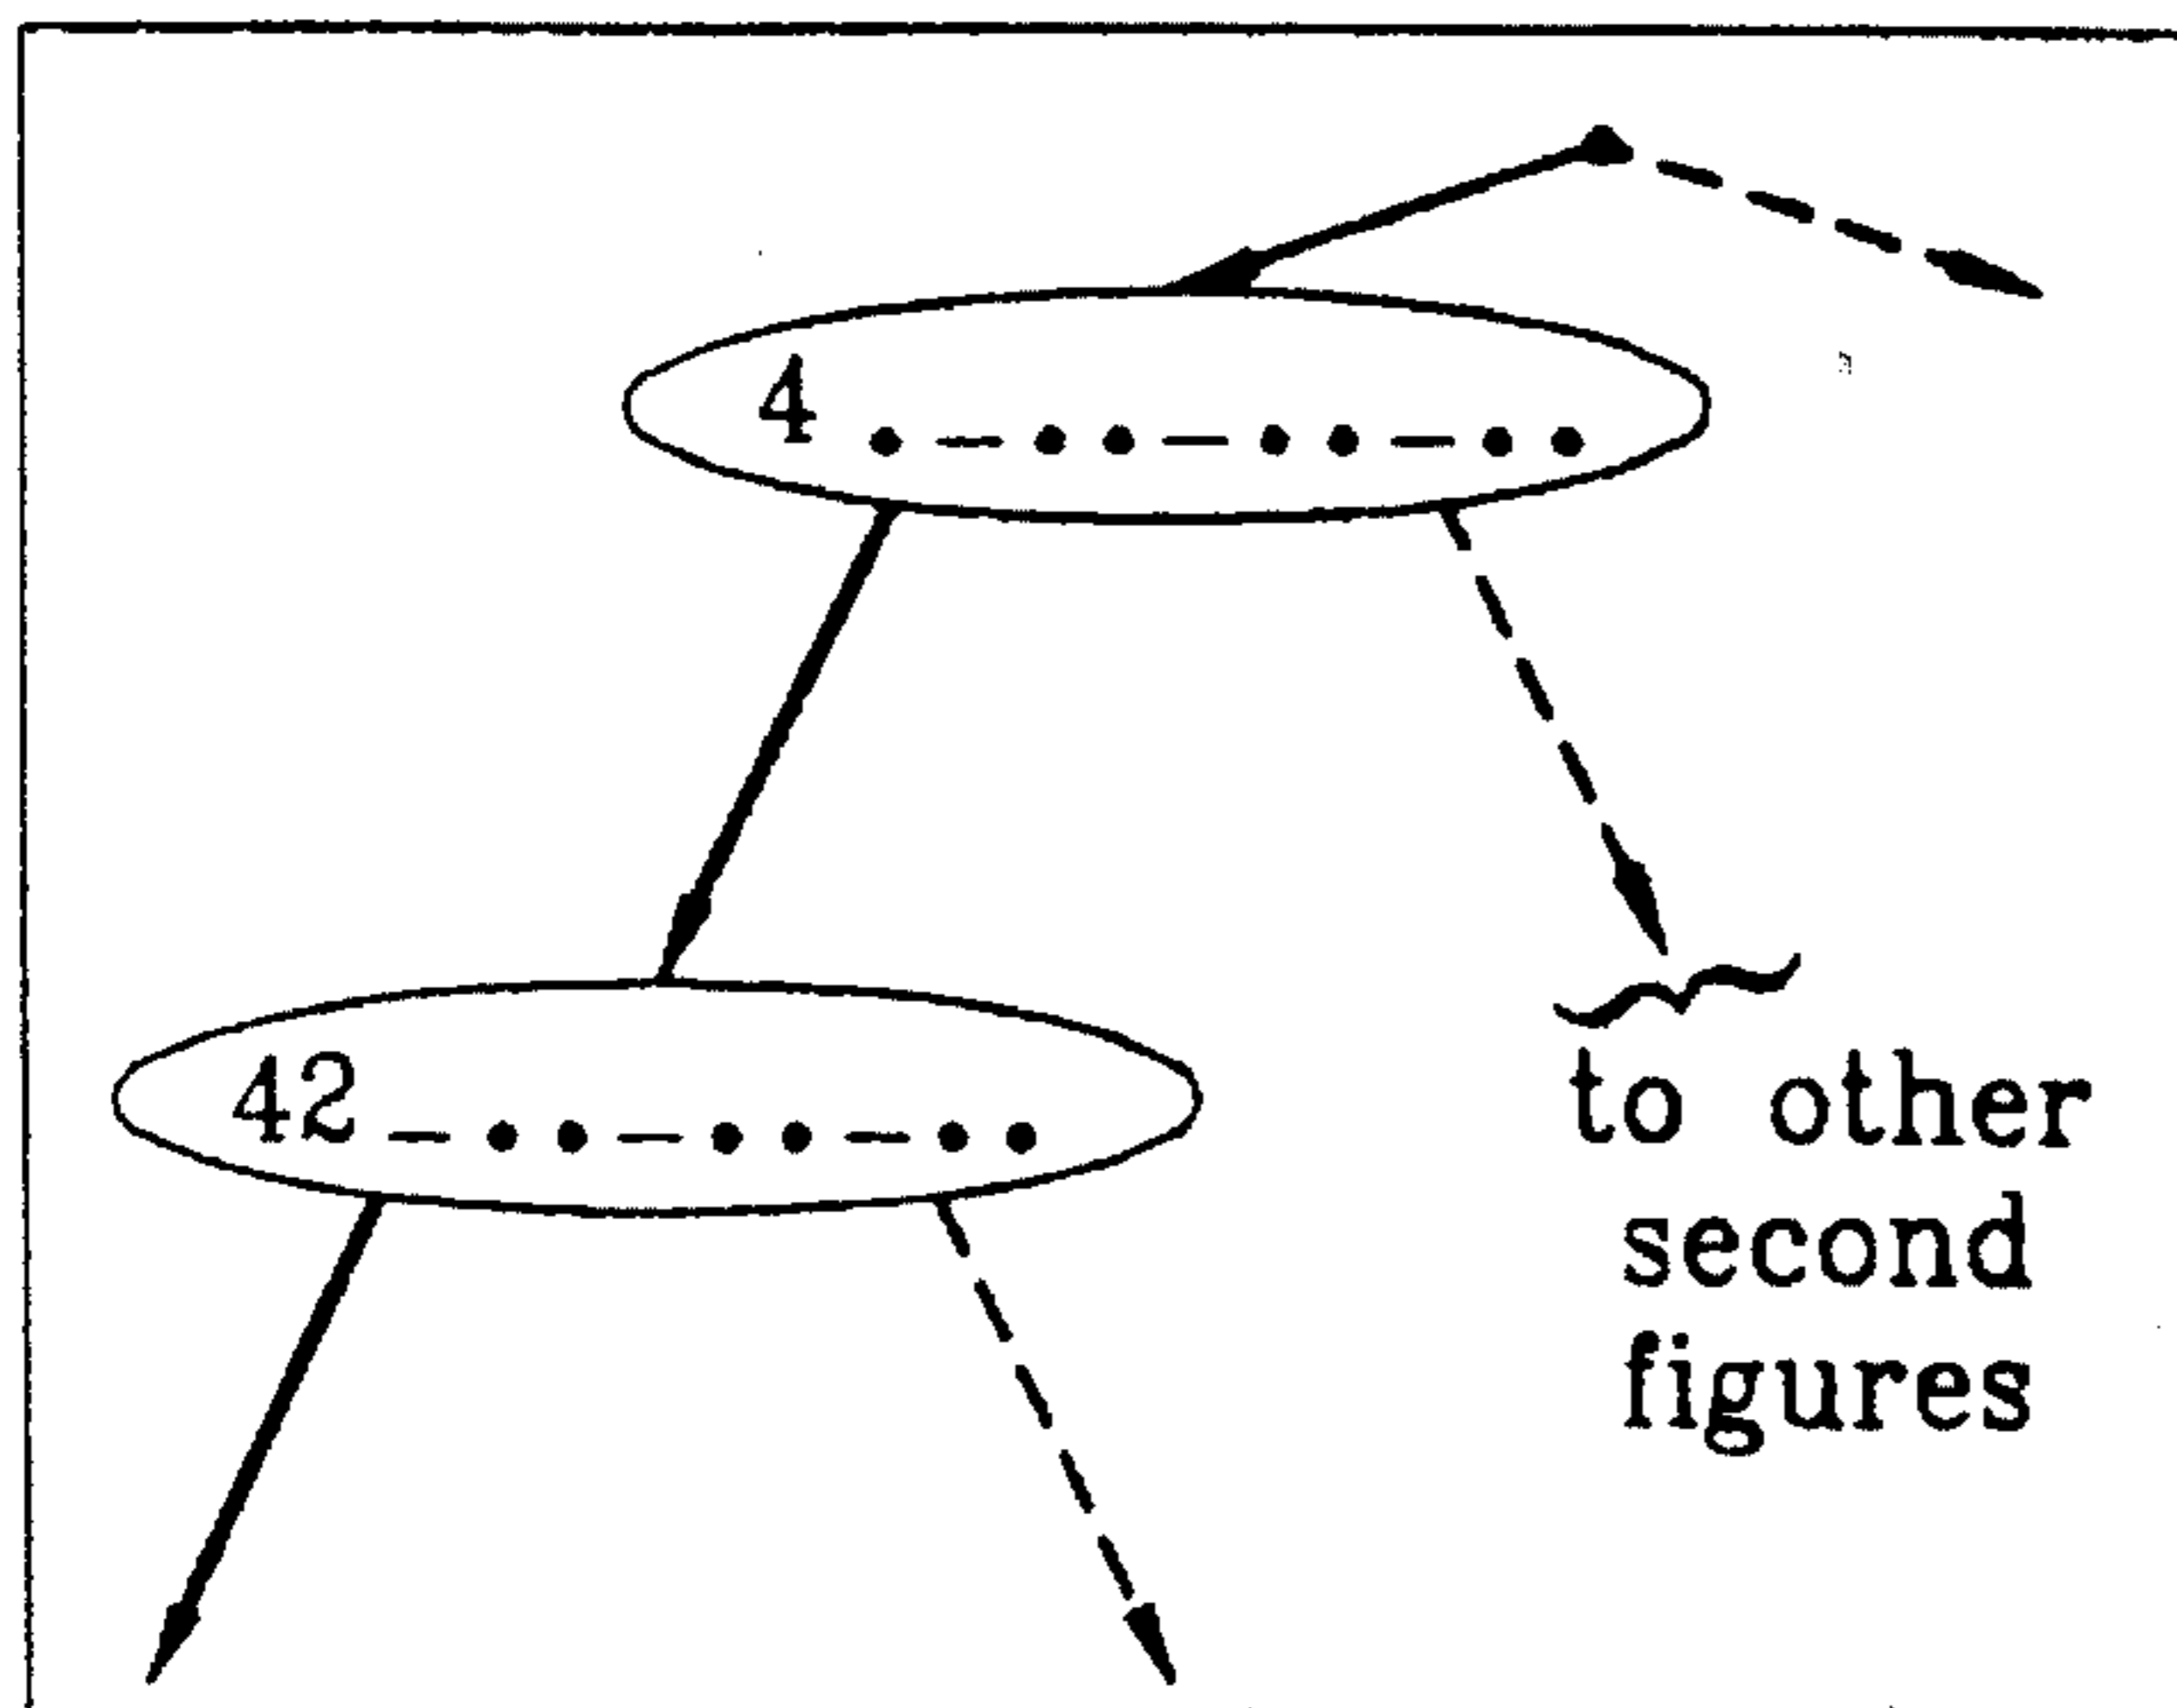 4 • — • • — • • — • •
42 — • • — • • — • •
to other
second
figures